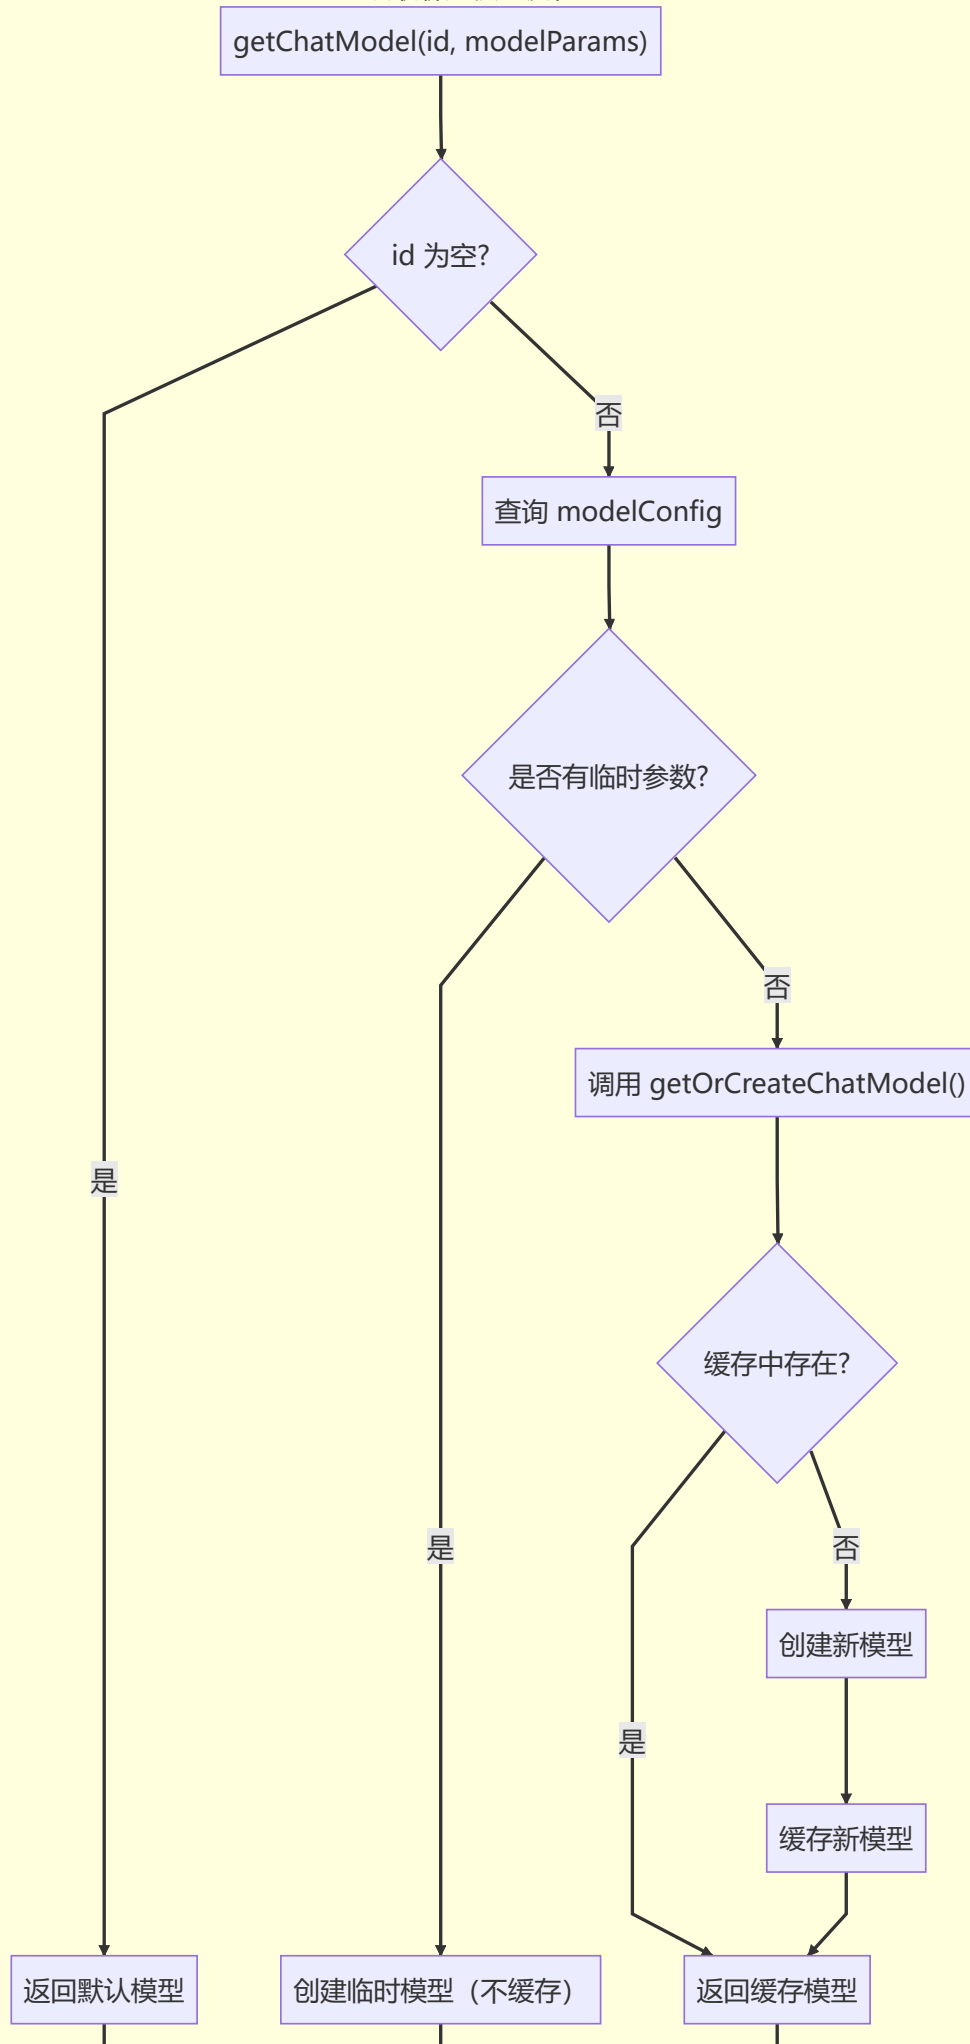 getChatModel(id, modelParams)
id 为空?
否
查询 modelConfig
是否有临时参数?
否
调用 getOrCreateChatModel()
是
缓存中存在?
是
否
创建新模型
是
缓存新模型
返回默认模型
创建临时模型（不缓存）
返回缓存模型